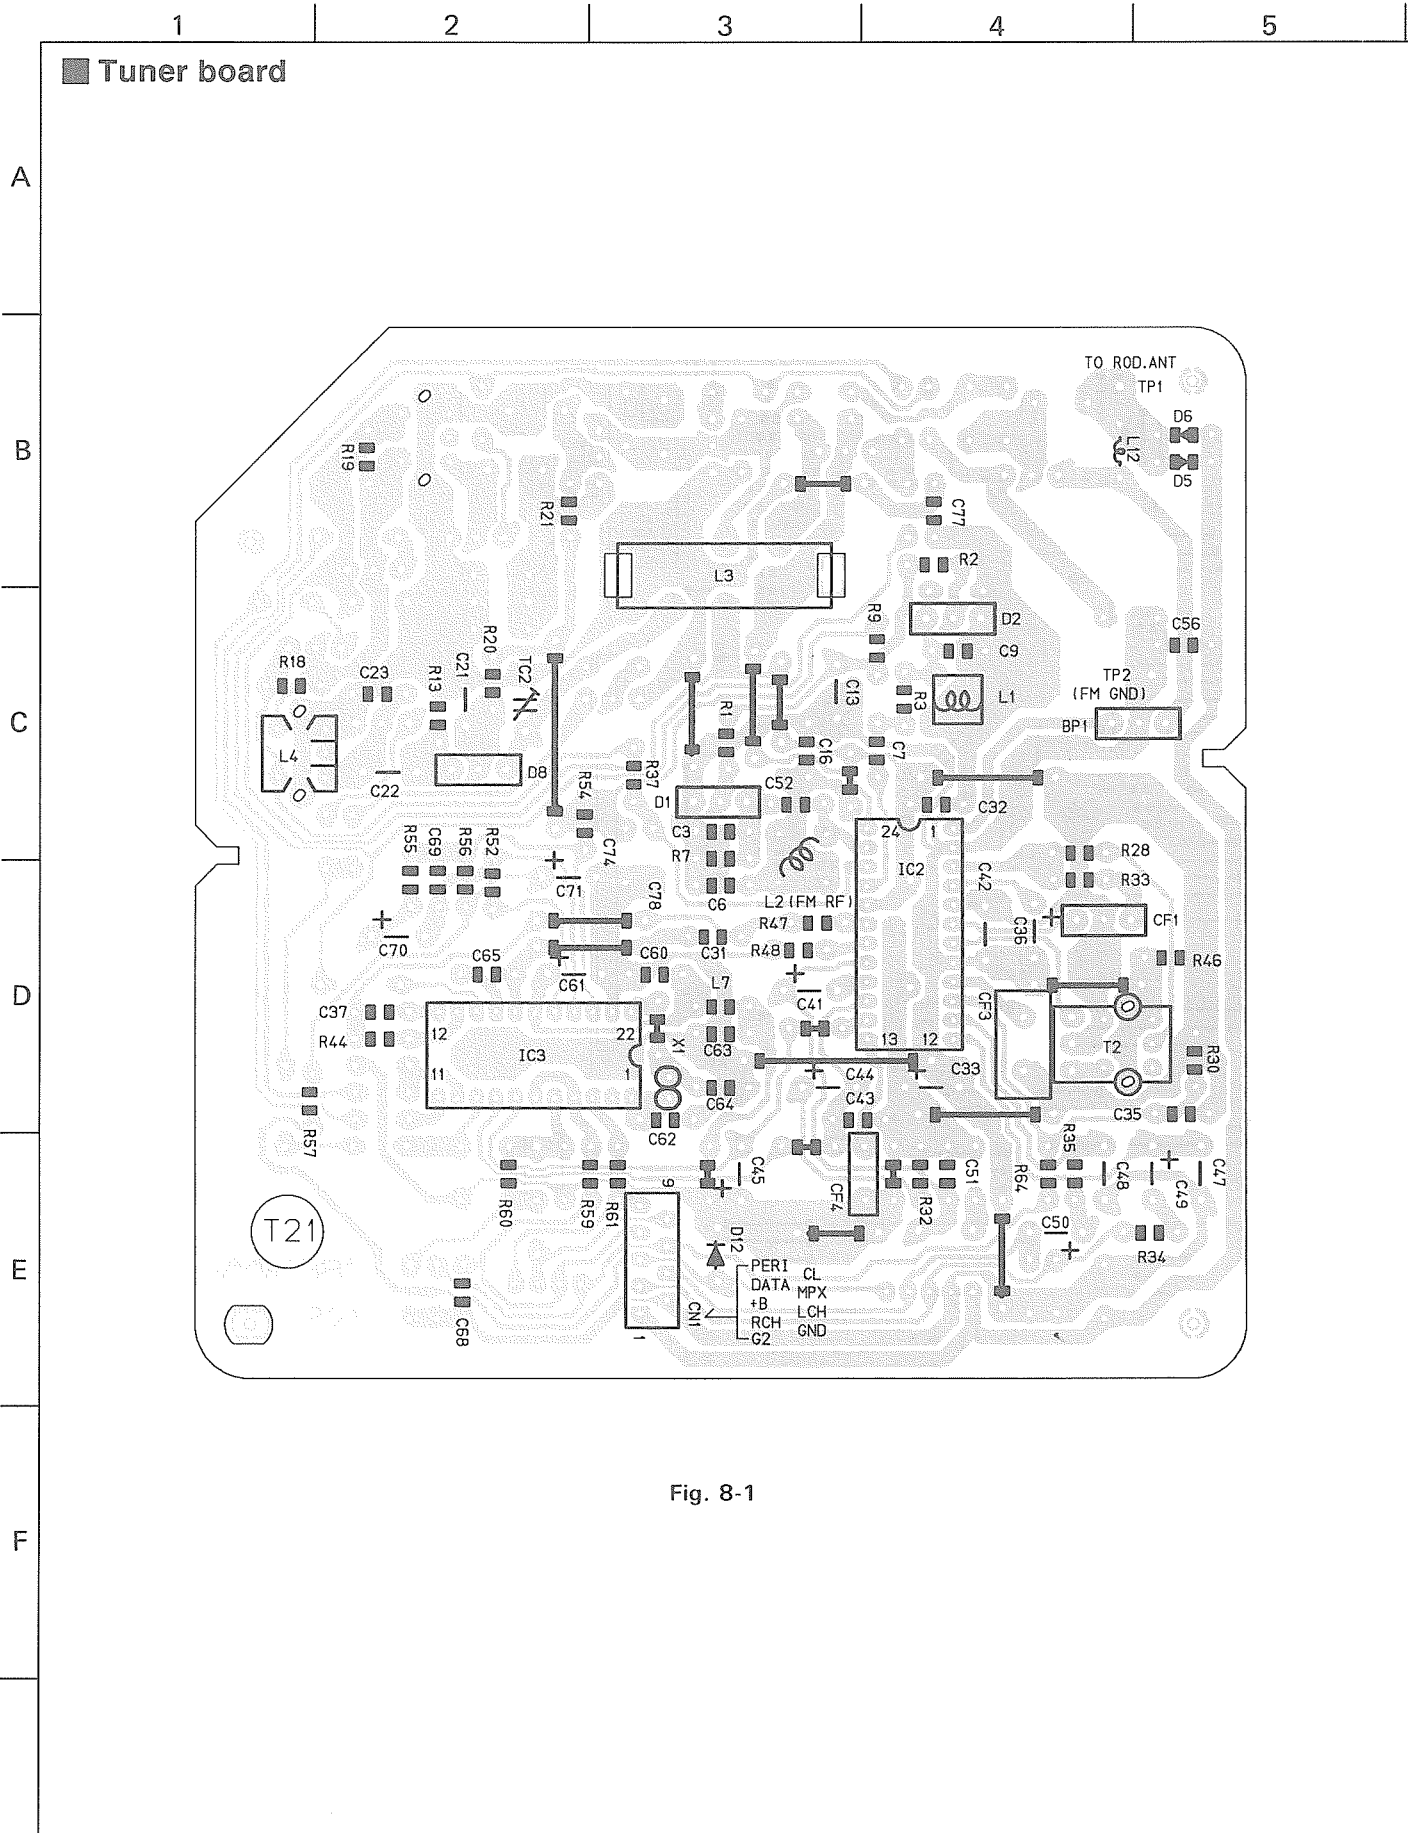 1 2 3 4 5
Tuner board
A
TO ROD.ANT
TP1
D6
B
R19
L12
D5
R21
C77
R2
L3
R9
D2
C56
R20
C9
R18
C23
R13
C21
TC2
TP2
(FM GND)
C13
R3
L1
C
R1
BP1
L4
C16
C7
D8
R37
C22
R54
D1
C52
C32
C3
24 1
R55
C69
R56
R52
C74
R7
R28
IC2
C42
C71
R33
C78
C6
L2(FM RF)
R47
CF1
C36
C70
C31
R48
C65
C60
R46
C61
L7
D
C41
CF3
C37
12 22
13 12
R44
X1
C63
T2
IC3
R30
11 1
C44
C33
C64
C43
C35
R57
C62
R35
9
C45
C51
R64
C48
C47
CF4
C49
R60
R59
R61
R32
T21
D12
C50
R34
E
PERI
CL
DATA
MPX
+B
LCH
CN1
RCH
GND
G2
C68
1
Fig. 8-1
F